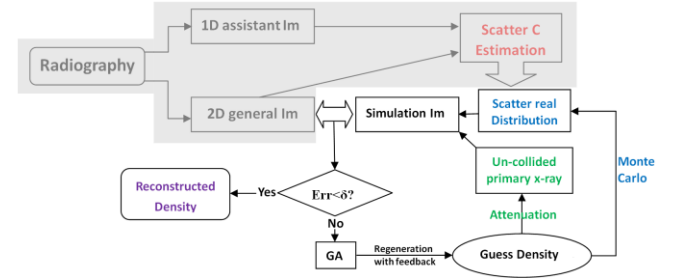 1D assistant Im
Scatter C
Estimation
Radiography
2D general Im
Simulation Im
Scatter real
Distribution
Un-collided
primary x-ray
Monte
Carlo
Reconstructed
Density
Yes
Err<δ?
Attenuation
No
GA
Regeneration
with feedback
Guess Density